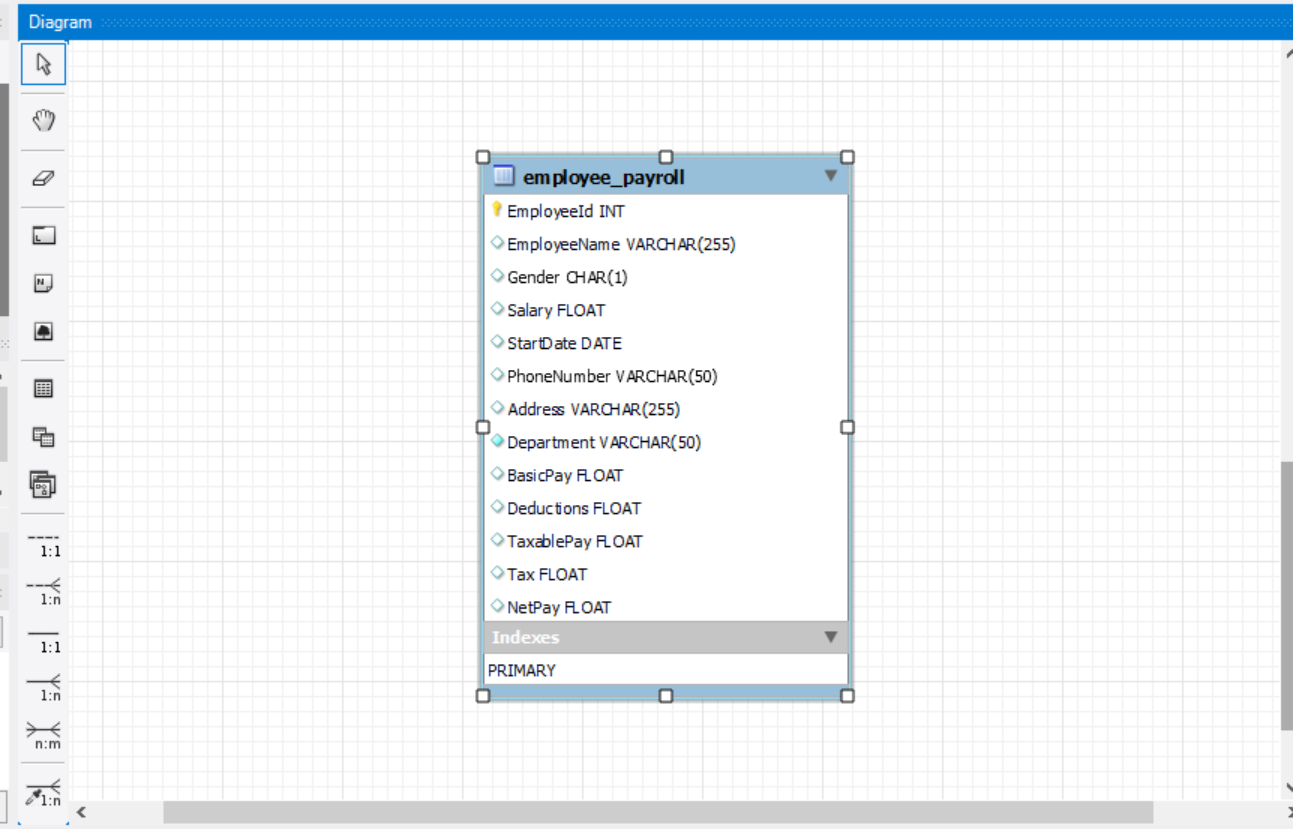 Diagram
employee_payroll
EmployeeId INT
EmployeeName VARCHAR(255)
Gender CHAR(1)
Salary FLOAT
StartDate DATE
PhoneNumber VARCHAR(50)
Address VARCHAR(255)
Department VARCHAR(50)
BasicPay FLOAT
Deductions FLOAT
TaxablePay FLOAT
Tax FLOAT
NetPay FLOAT
Indexes
PRIMARY
1:1
1:n
1:1
1:n
n:m
1:n